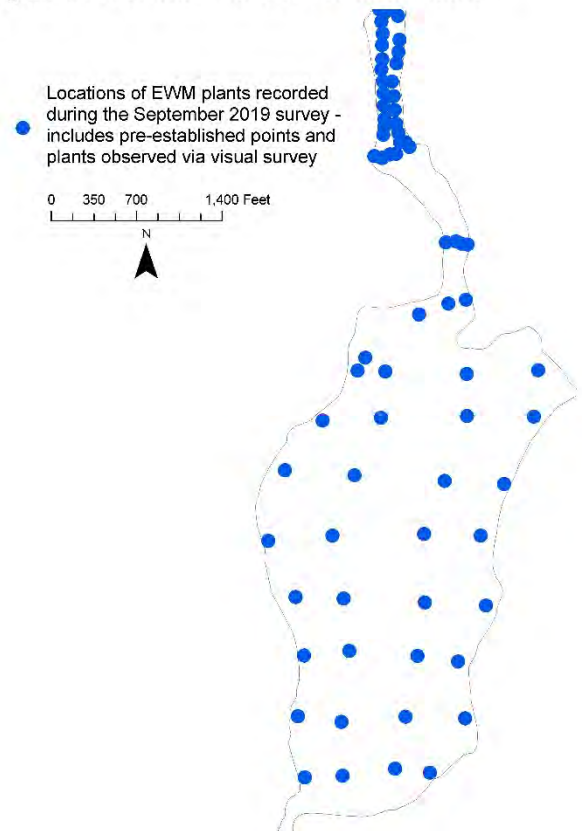 Locations of EWM plants recorded
during the September 2019 survey -
includes pre-established points and
plants observed via visual survey
0 350 700 1,400 Feet
N